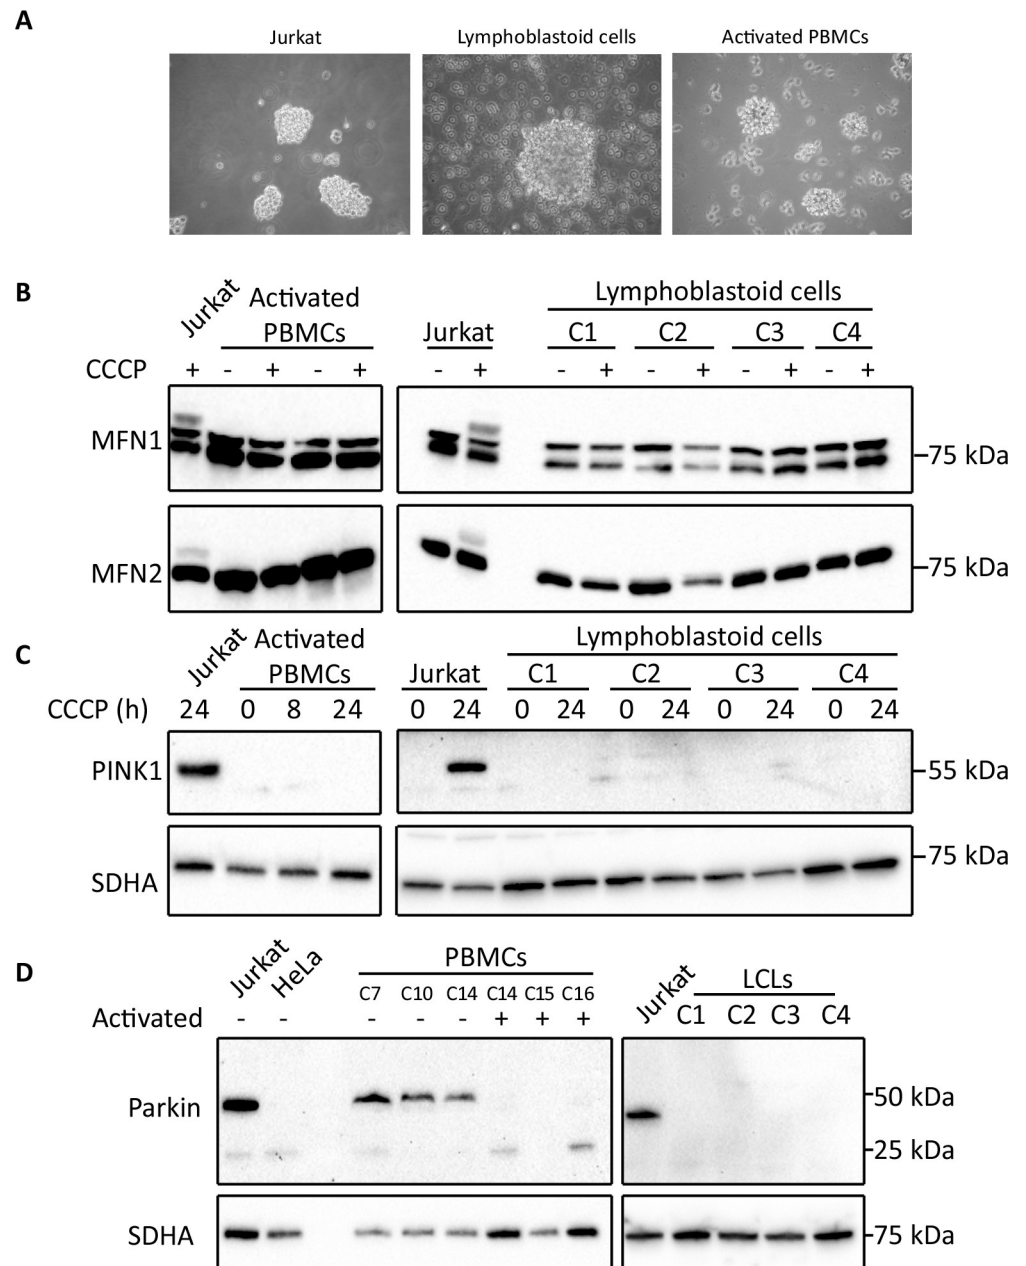 A
Jurkat Lymphoblastoid cells Activated PBMCs
B
Jurkat Activated PBMCs Jurkat Lymphoblastoid cells
C1 C2 C3 C4
CCCP + - + - + - + - + - + - + - +
MFN1 75 kDa
MFN2 75 kDa
C
Jurkat Activated PBMCs Jurkat Lymphoblastoid cells
C1 C2 C3 C4
CCCP (h) 24 0 8 24 0 24 0 24 0 24 0 24 0 24
PINK1 55 kDa
SDHA 75 kDa
D
Jurkat HeLa PBMCs Jurkat LCLs
C7 C10 C14 C14 C15 C16 C1 C2 C3 C4
Activated - - - - - + + +
Parkin 50 kDa
25 kDa
SDHA 75 kDa